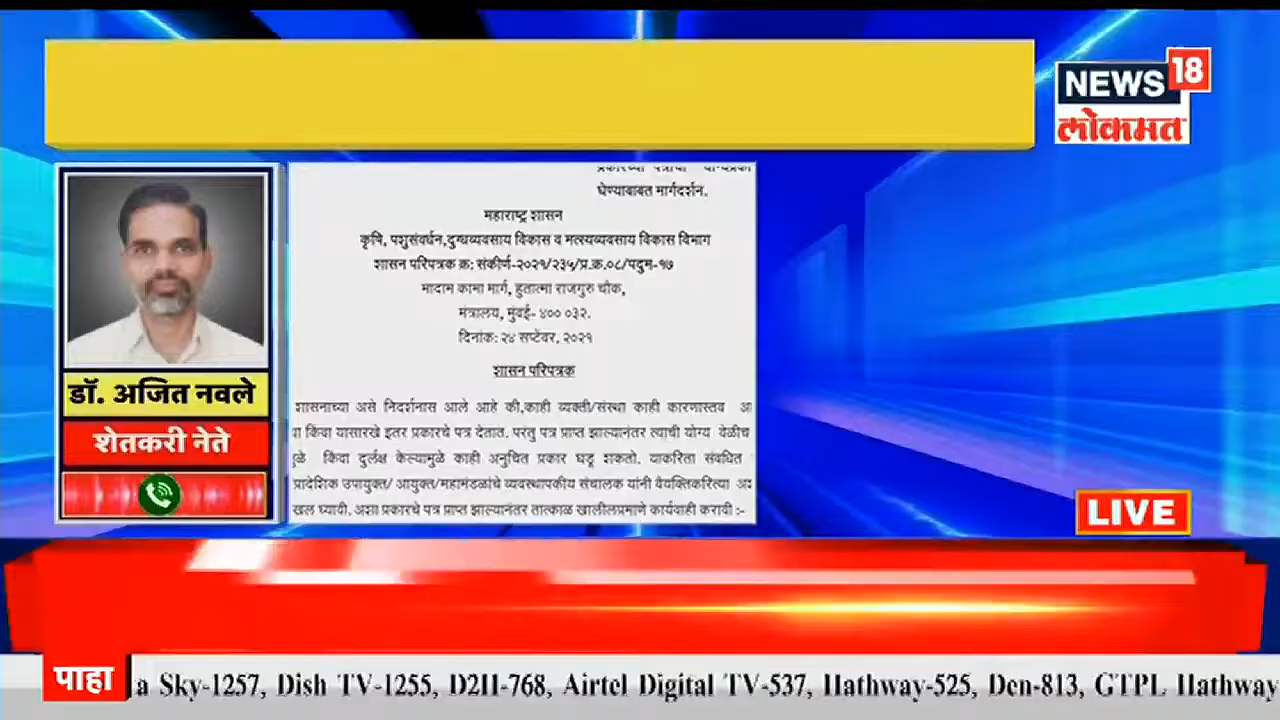 NEWS 18
लोकमत
घेण्याबाबत मार्गदर्शन.
महाराष्ट्र शासन
कृषि, पशुसंवर्धन,दुग्धव्यवसाय विकास व मत्स्यव्यवसाय विकास विभाग
शासन परिपत्रक क्र: संकीर्ण-२०२१/२३५/प्र.क्र.०८/पदुम-१७
मादाम कामा मार्ग, हुतात्मा राजगुरु चौक,
मंत्रालय, मुंबई- ४०० ०३२.
दिनांक: २४ सप्टेंबर, २०२१
शासन परिपत्रक
शासनाच्या असे निदर्शनास आले आहे की,काही व्यक्ती/संस्था काही कारणास्तव
किंवा यासारखे इतर प्रकारचे पत्र देतात. परंतु पत्र प्राप्त झाल्यानंतर त्याची योग्य वेळीच
किंवा दुर्लक्ष केल्यामुळे काही अनुचित प्रकार घडू शकतो. याकरिता संबधित
प्रादेशिक उपायुक्त/ आयुक्त/महामंडळांचे व्यवस्थापकीय संचालक यांनी वैयक्तिकरित्या
घ्यावी. अशा प्रकारचे पत्र प्राप्त झाल्यानंतर तात्काळ खालीलप्रमाणे कार्यवाही करावी :-
डॉ. अजित नवले
शेतकरी नेते
LIVE
पाहा a Sky-1257, Dish TV-1255, D2H-768, Airtel Digital TV-537, Hathway-525, Den-813, GTPL Hathway